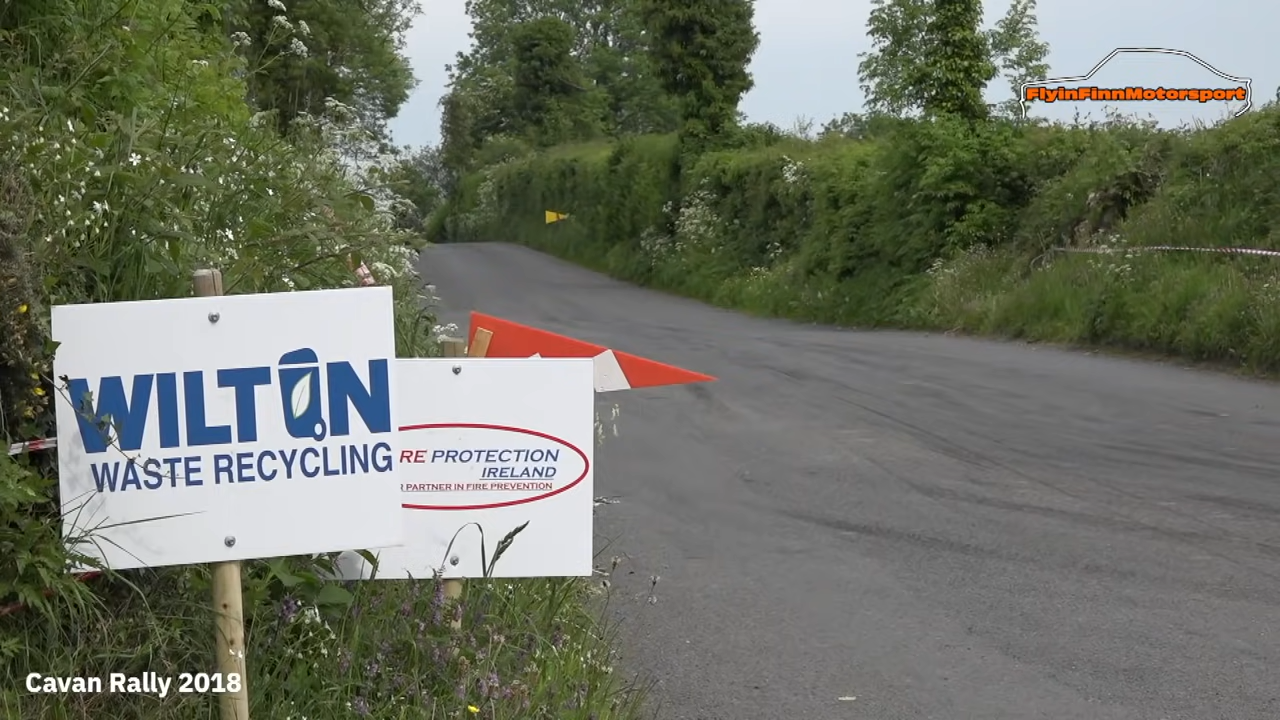 FlyinFinnMotorsport
WILTON
WASTE RECYCLING
RE PROTECTION
IRELAND
PARTNER IN FIRE PREVENTION
Cavan Rally 2018